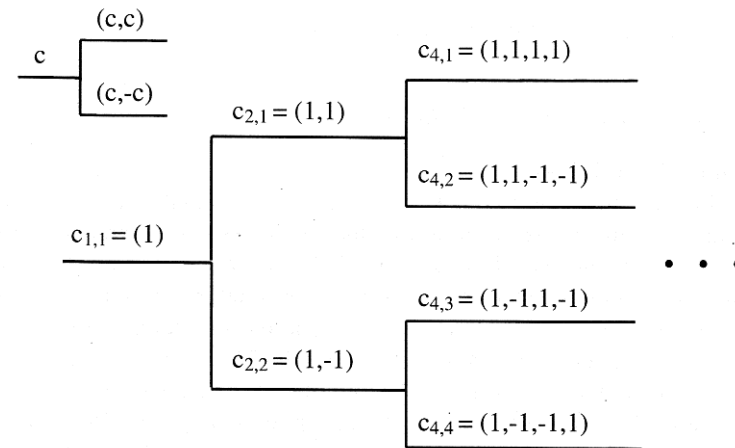 (c,c)
c
(c,-c)
c4,1 = (1,1,1,1)
c2,1 = (1,1)
c4,2 = (1,1,-1,-1)
c1,1 = (1)
c4,3 = (1,-1,1,-1)
c2,2 = (1,-1)
c4,4 = (1,-1,-1,1)